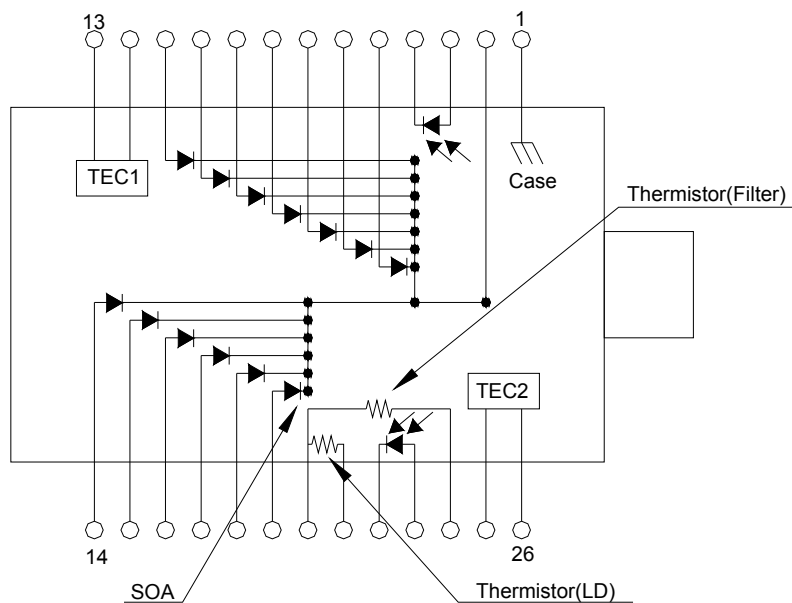 13
1
TEC1
Case
Thermistor(Filter)
TEC2
14
26
SOA
Thermistor(LD)